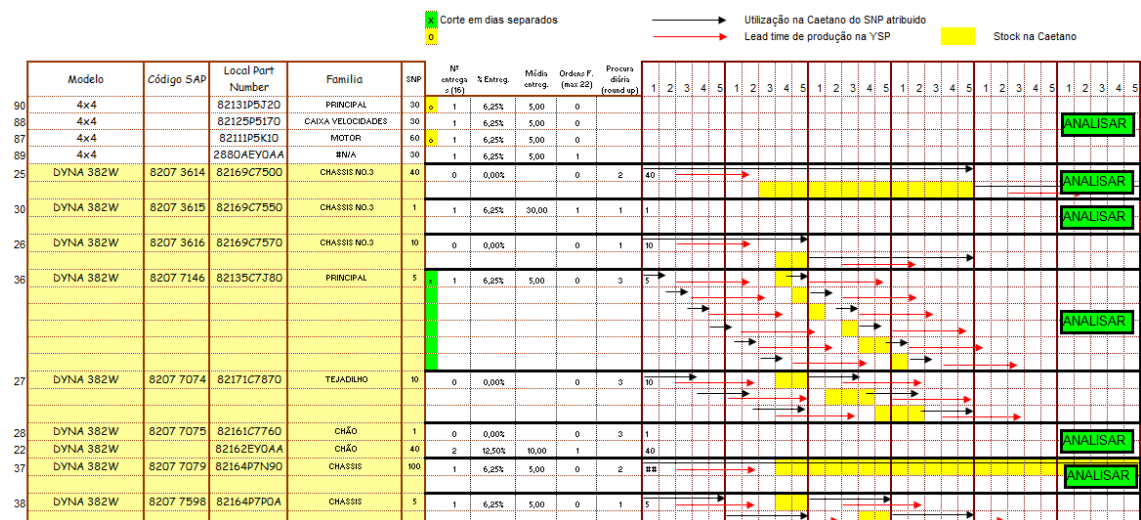 x Corte em dias separados
o
Utilização na Caetano do SNP atribuido
Lead time de produção na YSP
Stock na Caetano
Modelo Código SAP Local Part Number Familia SNP Nº entregas (16) % Entreg. Média entreg. Ordens F. (max 22) Procura diária (round up) 1 2 3 4 5 1 2 3 4 5 1 2 3 4 5 1 2 3 4 5 1 2 3 4 5 1 2 3 4 5
90 4x4 82131P5J20 PRINCIPAL 30 o 1 6,25% 5,00 0
88 4x4 82125P5170 CAIXA VELOCIDADES 30 1 6,25% 5,00 0 ANALISAR
87 4x4 82111P5K10 MOTOR 60 o 1 6,25% 5,00 0
89 4x4 2880AEY0AA #N/A 30 1 6,25% 5,00 1
25 DYNA 382W 8207 3614 82169C7500 CHASSIS NO.3 40 0 0,00% 0 2 40 ANALISAR
30 DYNA 382W 8207 3615 82169C7550 CHASSIS NO.3 1 1 6,25% 30,00 1 1 1 ANALISAR
26 DYNA 382W 8207 3616 82169C7570 CHASSIS NO.3 10 0 0,00% 0 1 10
36 DYNA 382W 8207 7146 82135C7J80 PRINCIPAL 5 x 1 6,25% 5,00 0 3 5
ANALISAR
27 DYNA 382W 8207 7074 82171C7870 TEJADILHO 10 0 0,00% 0 3 10
28 DYNA 382W 8207 7075 82161C7760 CHÃO 1 0 0,00% 0 3 1 ANALISAR
22 DYNA 382W 82162EY0AA CHÃO 40 2 12,50% 10,00 1 40
37 DYNA 382W 8207 7079 82164P7N90 CHASSIS 100 1 6,25% 5,00 0 2 ## ANALISAR
38 DYNA 382W 8207 7598 82164P7P0A CHASSIS 5 1 6,25% 5,00 0 1 5